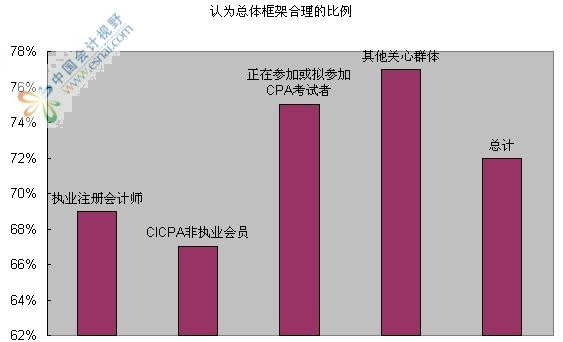 认为总体框架合理的比例
中国会计视野
www.esnai.com
78%
76%
74%
72%
70%
68%
66%
64%
62%
执业注册会计师
CICPA非执业会员
正在参加或拟参加
CPA考试者
其他关心群体
总计